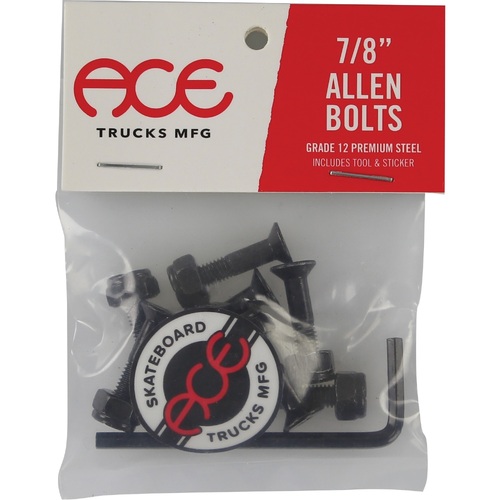 ACE
TRUCKS MFG
7/8”
ALLEN
BOLTS
GRADE 12 PREMIUM STEEL
INCLUDES TOOL & STICKER
SKATEBOARD
ACE
TRUCKS MFG